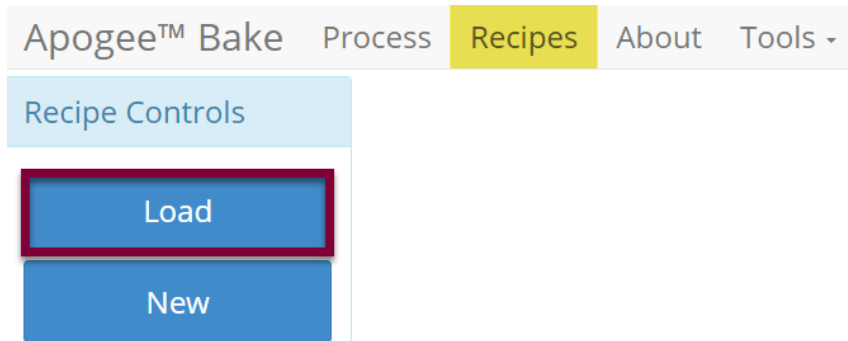 Apogee™ Bake Process Recipes About Tools
Recipe Controls
Load
New